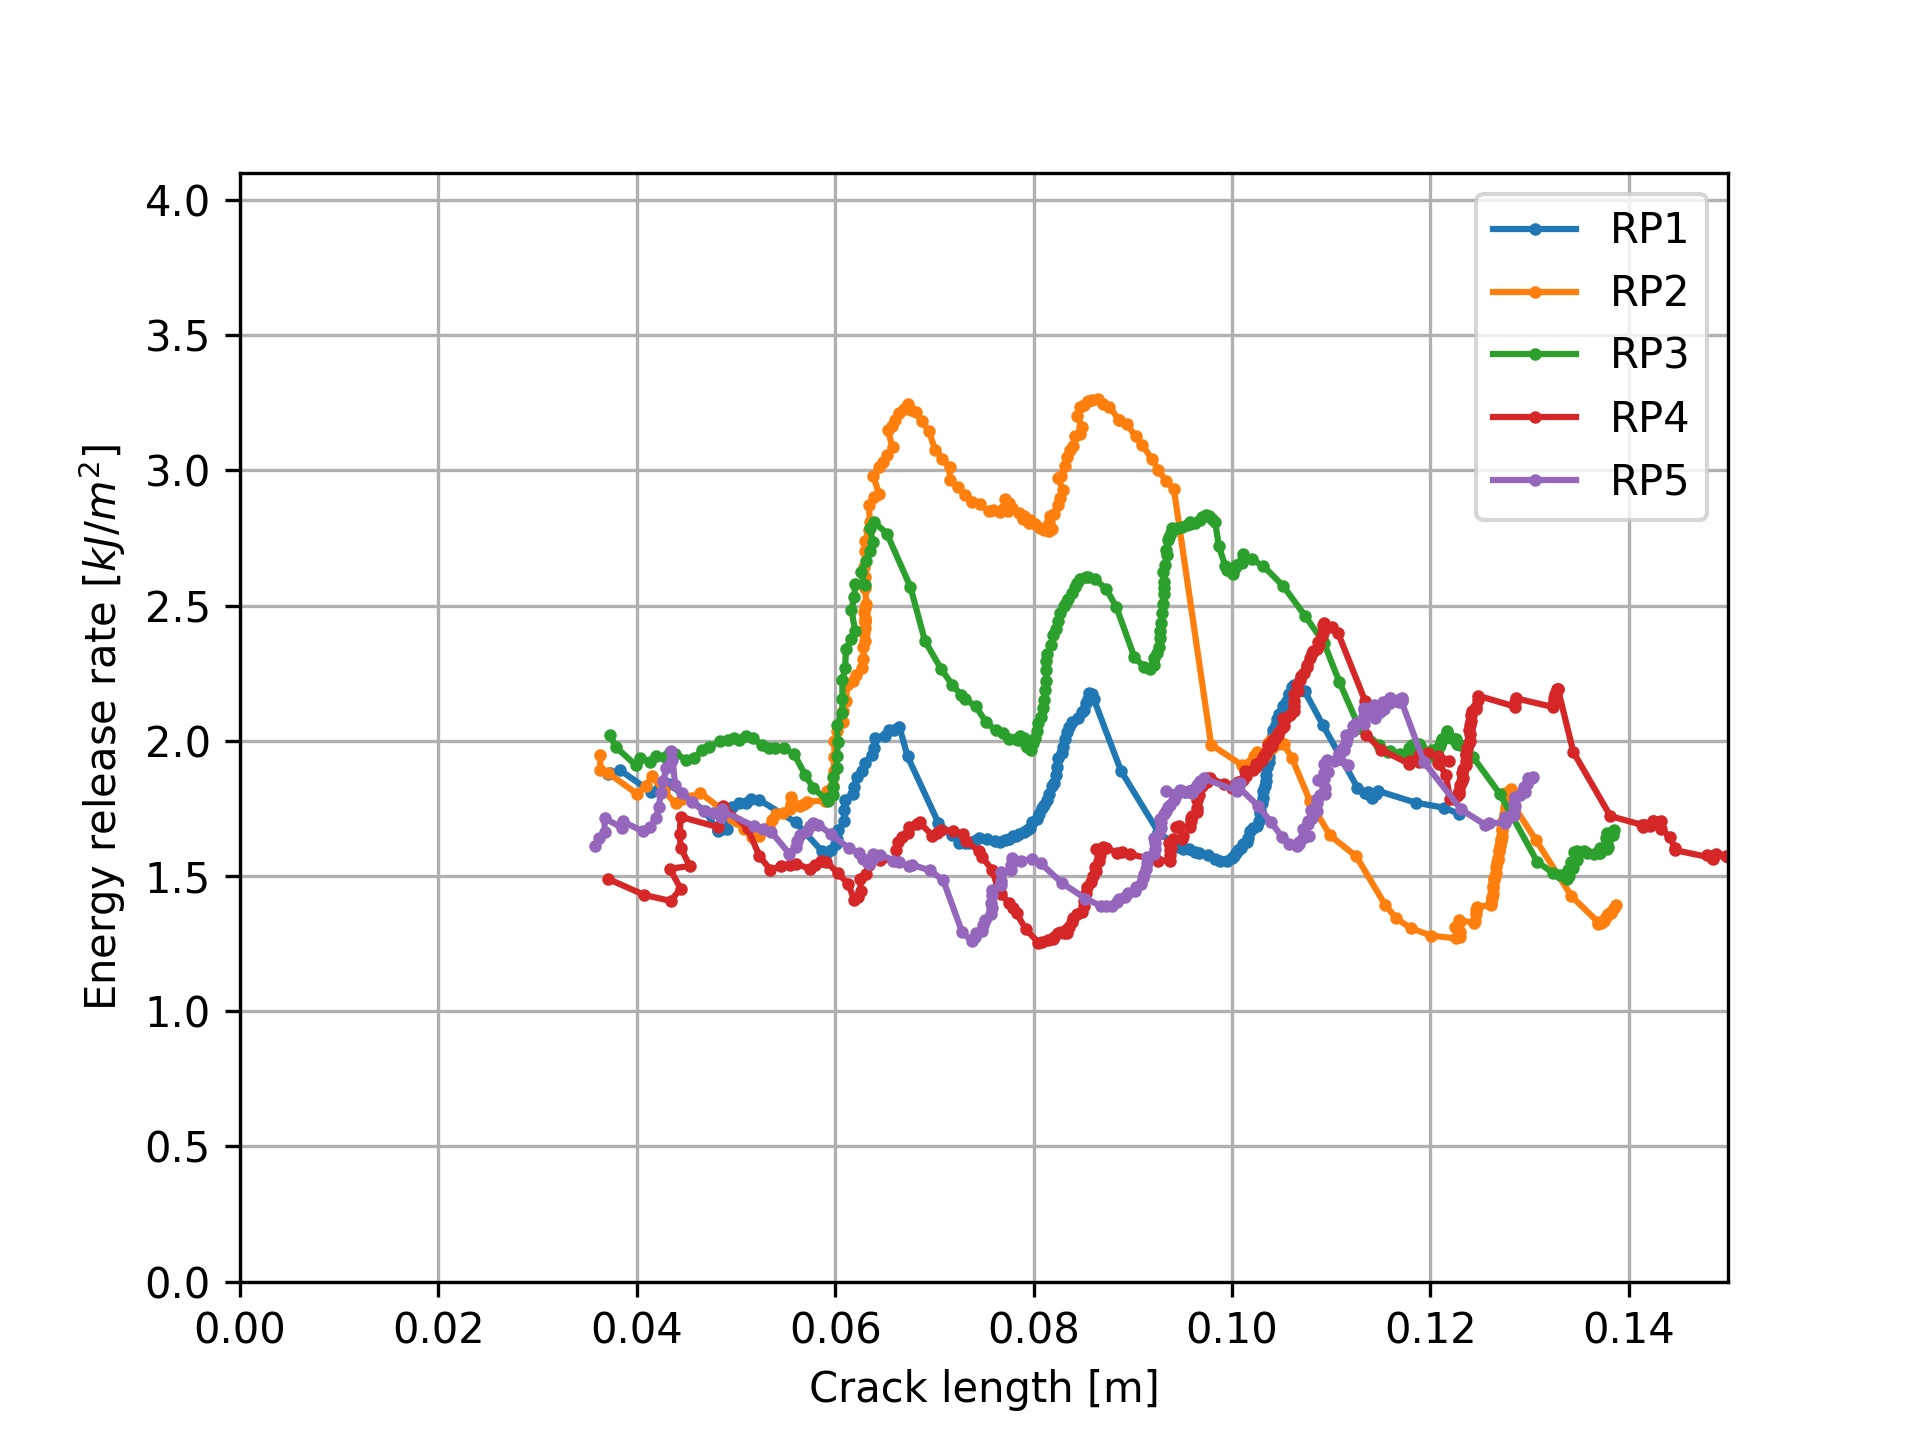 4.0
3.5
3.0
2.5
2.0
1.5
1.0
0.5
0.0
0.00 0.02 0.04 0.06 0.08 0.10 0.12 0.14
Crack length [m]
Energy release rate [kJ/m²]
RP1
RP2
RP3
RP4
RP5